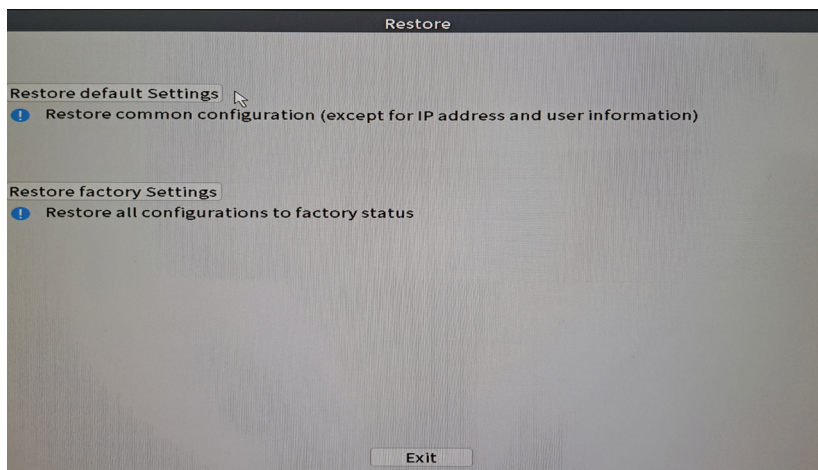 Restore
Restore default Settings
Restore common configuration (except for IP address and user information)
Restore factory Settings
Restore all configurations to factory status
Exit